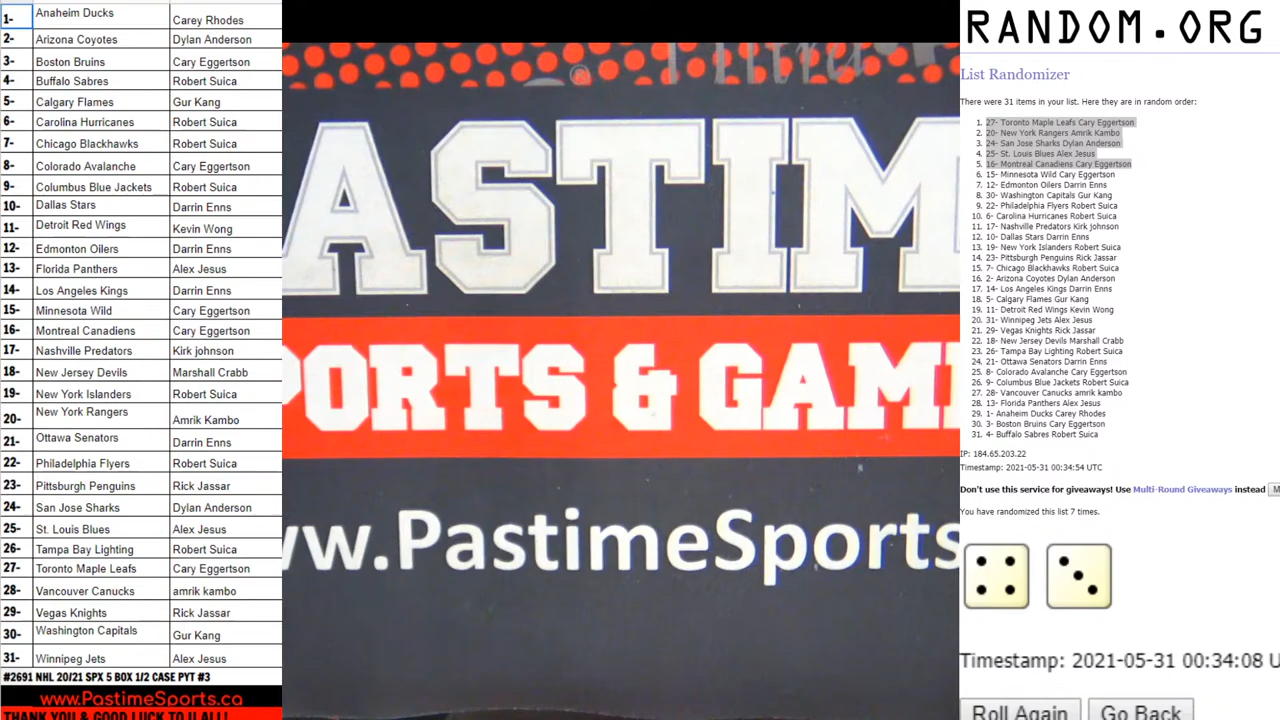 1- Anaheim Ducks Carey Rhodes
2- Arizona Coyotes Dylan Anderson
3- Boston Bruins Cary Eggertson
4- Buffalo Sabres Robert Suica
5- Calgary Flames Gur Kang
6- Carolina Hurricanes Robert Suica
7- Chicago Blackhawks Robert Suica
8- Colorado Avalanche Cary Eggertson
9- Columbus Blue Jackets Robert Suica
10- Dallas Stars Darrin Enns
11- Detroit Red Wings Kevin Wong
12- Edmonton Oilers Darrin Enns
13- Florida Panthers Alex Jesus
14- Los Angeles Kings Darrin Enns
15- Minnesota Wild Cary Eggertson
16- Montreal Canadiens Cary Eggertson
17- Nashville Predators Kirk johnson
18- New Jersey Devils Marshall Crabb
19- New York Islanders Robert Suica
20- New York Rangers Amrik Kambo
21- Ottawa Senators Darrin Enns
22- Philadelphia Flyers Robert Suica
23- Pittsburgh Penguins Rick Jassar
24- San Jose Sharks Dylan Anderson
25- St. Louis Blues Alex Jesus
26- Tampa Bay Lighting Robert Suica
27- Toronto Maple Leafs Cary Eggertson
28- Vancouver Canucks amrik kambo
29- Vegas Knights Rick Jassar
30- Washington Capitals Gur Kang
31- Winnipeg Jets Alex Jesus
#2691 NHL 20/21 SPX 5 BOX 1/2 CASE PYT #3
www.PastimeSports.ca
THANK YOU & GOOD LUCK TO U ALL!
ASTIM
PORTS & GAM
w.PastimeSports
RANDOM.ORG
List Randomizer
There were 31 items in your list. Here they are in random order:
1. 27- Toronto Maple Leafs Cary Eggertson
2. 20- New York Rangers Amrik Kambo
3. 24- San Jose Sharks Dylan Anderson
4. 25- St. Louis Blues Alex Jesus
5. 16- Montreal Canadiens Cary Eggertson
6. 15- Minnesota Wild Cary Eggertson
7. 12- Edmonton Oilers Darrin Enns
8. 30- Washington Capitals Gur Kang
9. 22- Philadelphia Flyers Robert Suica
10. 6- Carolina Hurricanes Robert Suica
11. 17- Nashville Predators Kirk johnson
12. 10- Dallas Stars Darrin Enns
13. 19- New York Islanders Robert Suica
14. 23- Pittsburgh Penguins Rick Jassar
15. 7- Chicago Blackhawks Robert Suica
16. 2- Arizona Coyotes Dylan Anderson
17. 14- Los Angeles Kings Darrin Enns
18. 5- Calgary Flames Gur Kang
19. 11- Detroit Red Wings Kevin Wong
20. 31- Winnipeg Jets Alex Jesus
21. 29- Vegas Knights Rick Jassar
22. 18- New Jersey Devils Marshall Crabb
23. 26- Tampa Bay Lighting Robert Suica
24. 21- Ottawa Senators Darrin Enns
25. 8- Colorado Avalanche Cary Eggertson
26. 9- Columbus Blue Jackets Robert Suica
27. 28- Vancouver Canucks amrik kambo
28. 13- Florida Panthers Alex Jesus
29. 1- Anaheim Ducks Carey Rhodes
30. 3- Boston Bruins Cary Eggertson
31. 4- Buffalo Sabres Robert Suica
IP: 184.65.203.22
Timestamp: 2021-05-31 00:34:54 UTC
Don't use this service for giveaways! Use Multi-Round Giveaways instead M
You have randomized this list 7 times.
Timestamp: 2021-05-31 00:34:08 U
Roll Again Go Back